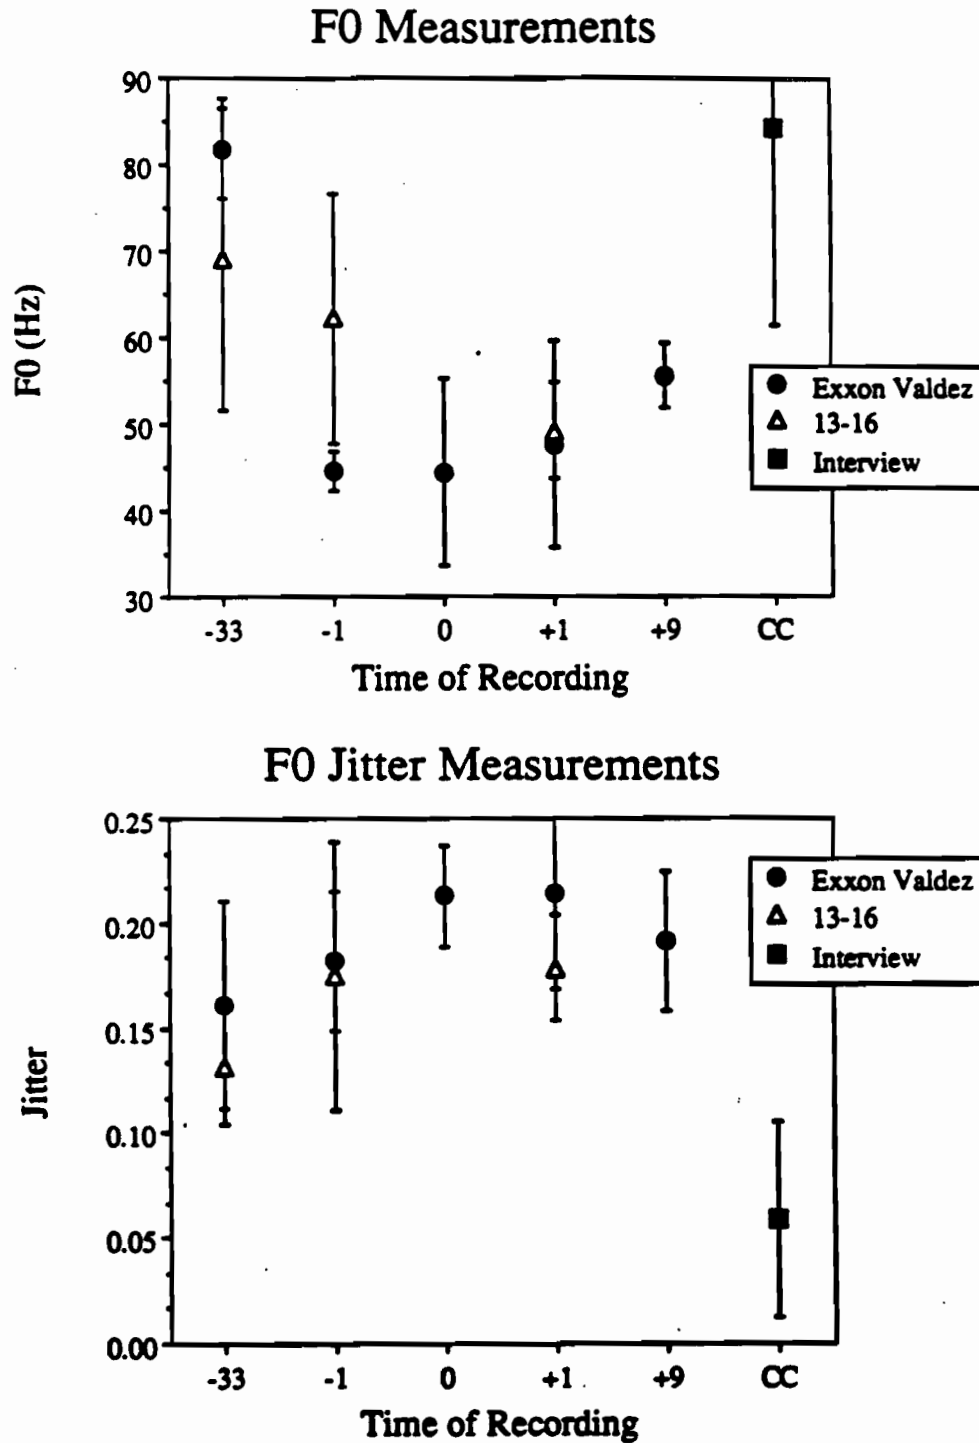 F0 Measurements
90
80
70
60
50
40
30
F0 (Hz)
-33 -1 0 +1 +9 CC
Time of Recording
Exxon Valdez
13-16
Interview
F0 Jitter Measurements
0.25
0.20
0.15
0.10
0.05
0.00
Jitter
-33 -1 0 +1 +9 CC
Time of Recording
Exxon Valdez
13-16
Interview